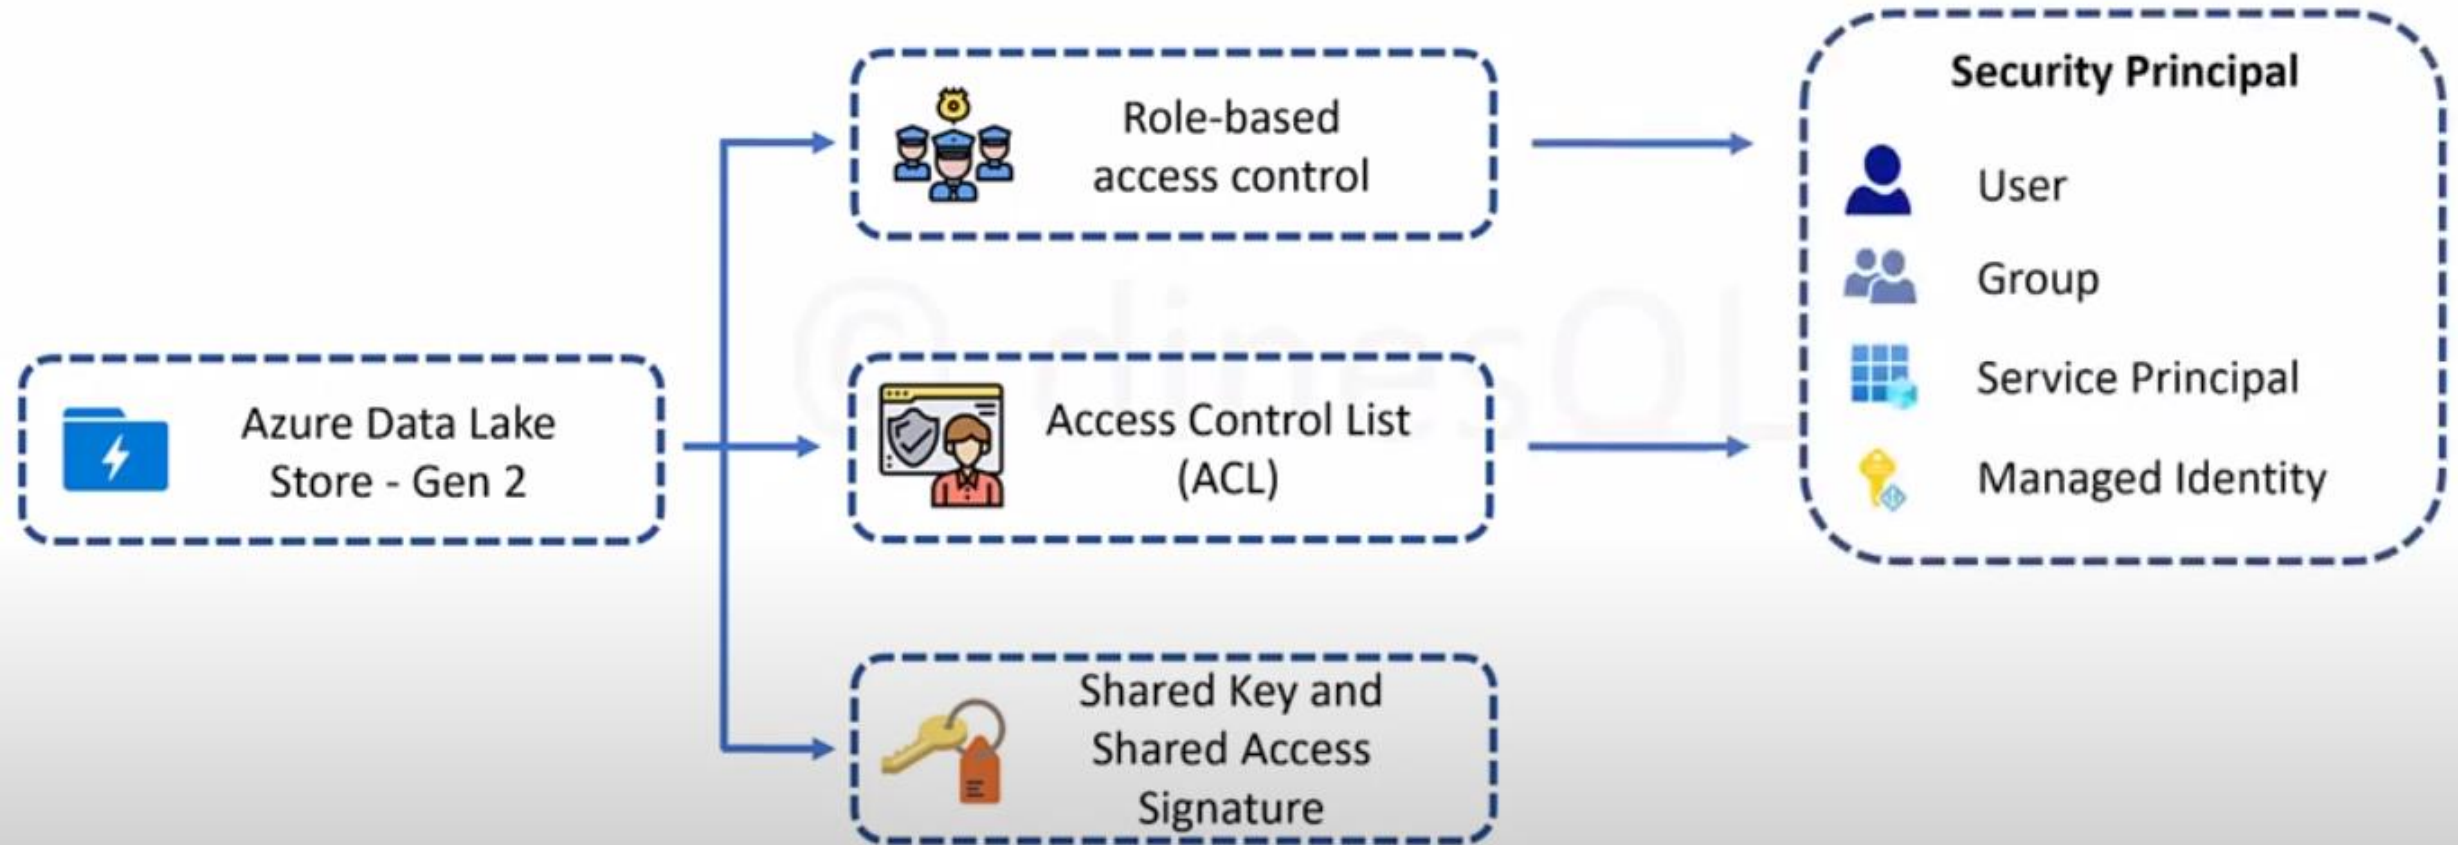 Role-based
access control
Security Principal
User
Group
Service Principal
Managed Identity
Azure Data Lake
Store - Gen 2
Access Control List
(ACL)
Shared Key and
Shared Access
Signature
© dinesQL